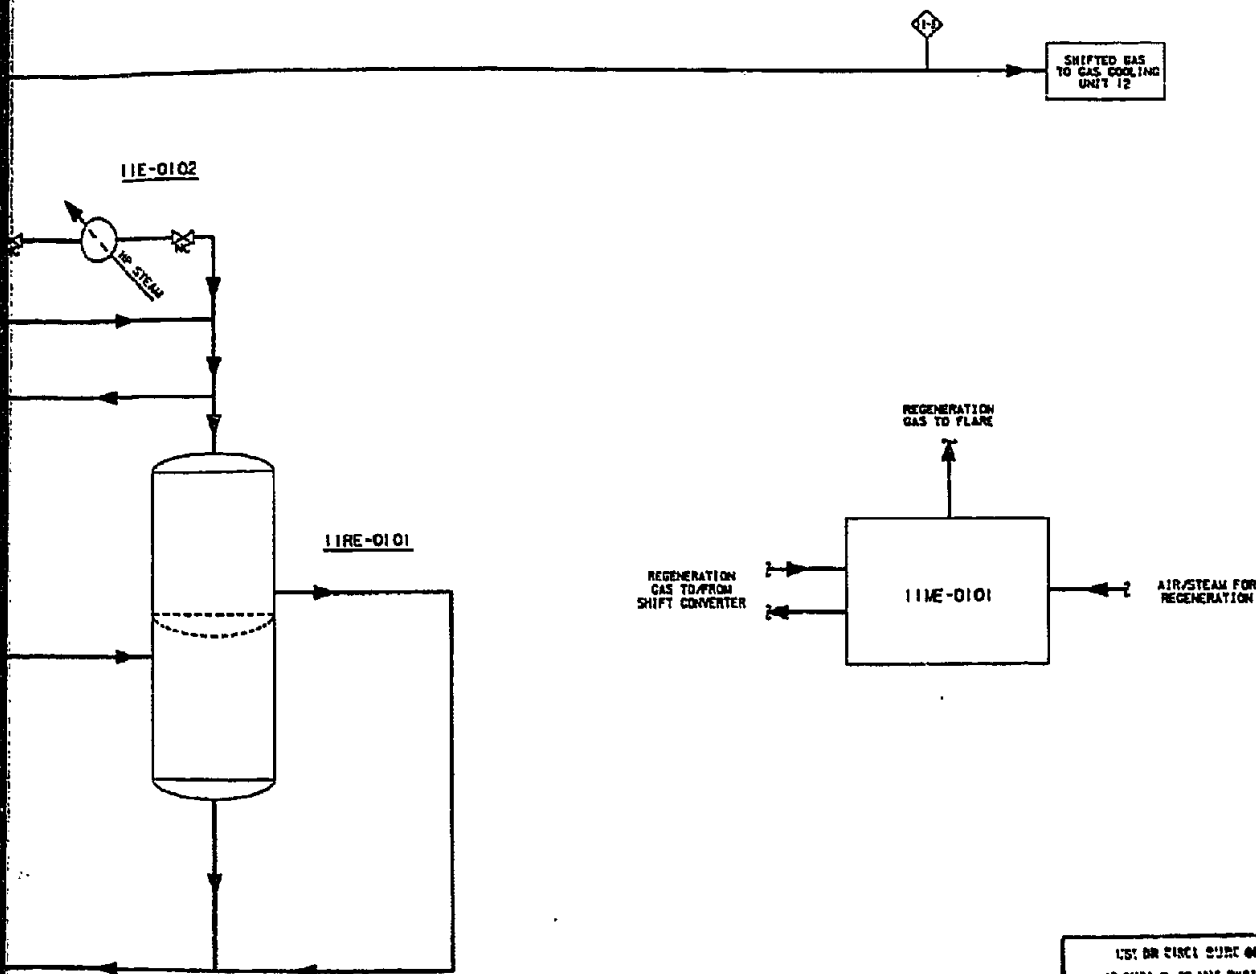 SHIFTED GAS
TO GAS COOLING
UNIT 12
11E-0102
NC
HP STEAM
REGENERATION
GAS TO FLARE
11RE-0101
REGENERATION
GAS TO/FROM
SHIFT CONVERTER
11ME-0101
AIR/STEAM FOR
REGENERATION